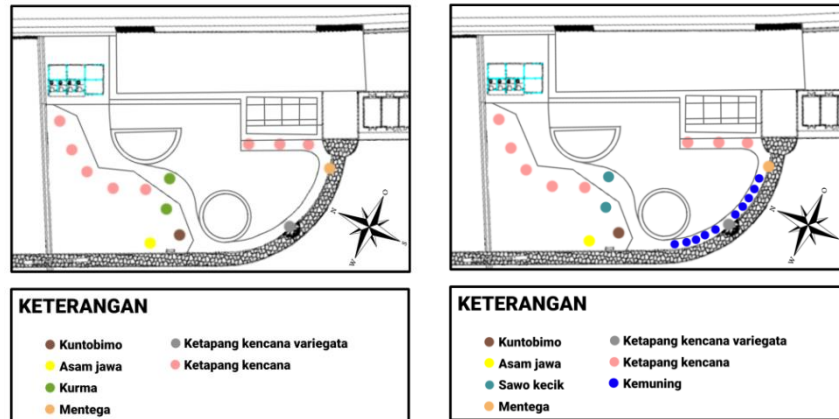 N
O
W
S
KETERANGAN
Kuntobimo
Asam jawa
Kurma
Mentega
Ketapang kencana variegata
Ketapang kencana
N
O
W
S
KETERANGAN
Kuntobimo
Asam jawa
Sawo kecik
Mentega
Ketapang kencana variegata
Ketapang kencana
Kemuning